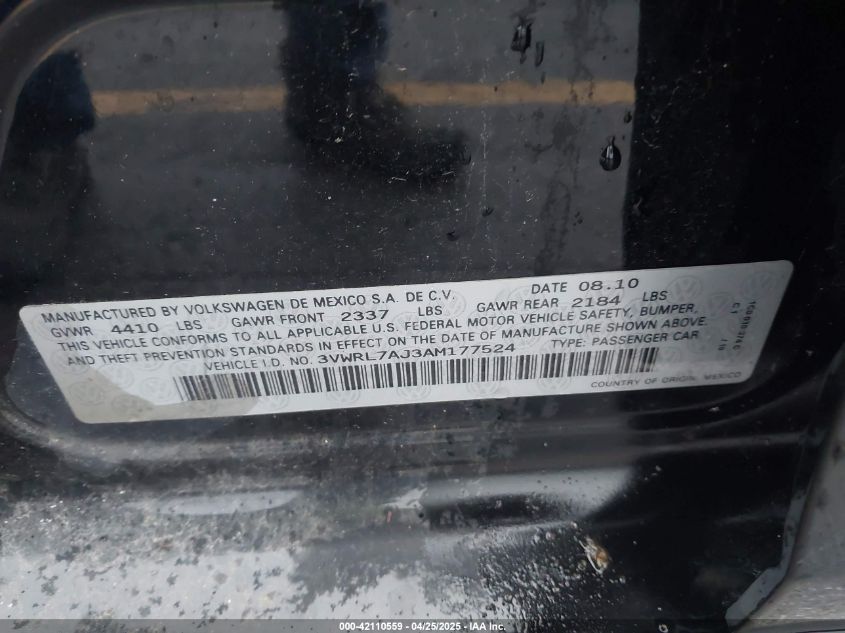 MANUFACTURED BY VOLKSWAGEN DE MEXICO S.A. DE C.V. DATE 08.10
GVWR 4410 LBS GAWR FRONT 2337 LBS GAWR REAR 2184 LBS
THIS VEHICLE CONFORMS TO ALL APPLICABLE U.S. FEDERAL MOTOR VEHICLE SAFETY, BUMPER,
AND THEFT PREVENTION STANDARDS IN EFFECT ON THE DATE OF MANUFACTURE SHOWN ABOVE.
VEHICLE I.D. NO. 3VWRL7AJ3AM177524 TYPE: PASSENGER CAR
COUNTRY OF ORIGIN: MEXICO
000-42110559 - 04/25/2025 - IAA Inc.